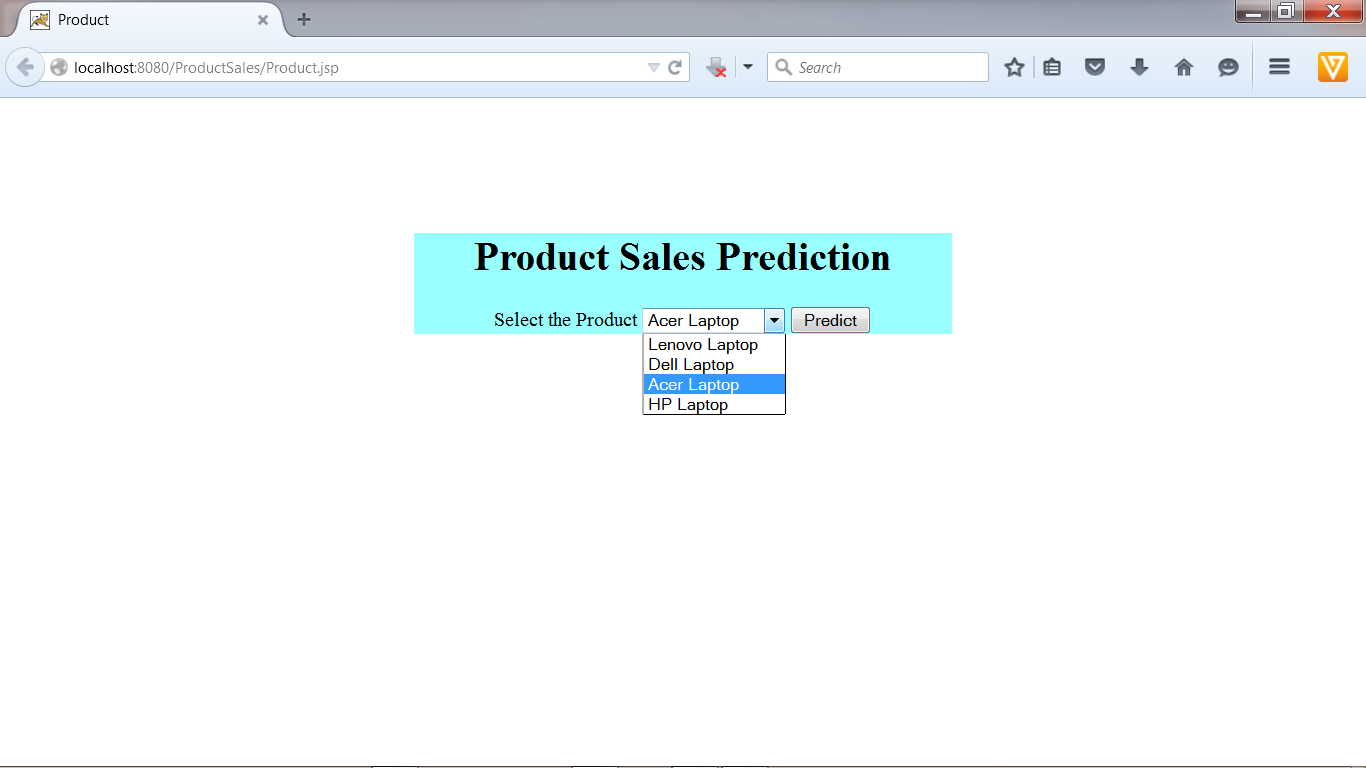 Product
localhost:8080/ProductSales/Product.jsp
Search
Product Sales Prediction
Select the Product Acer Laptop Predict
Lenovo Laptop
Dell Laptop
Acer Laptop
HP Laptop